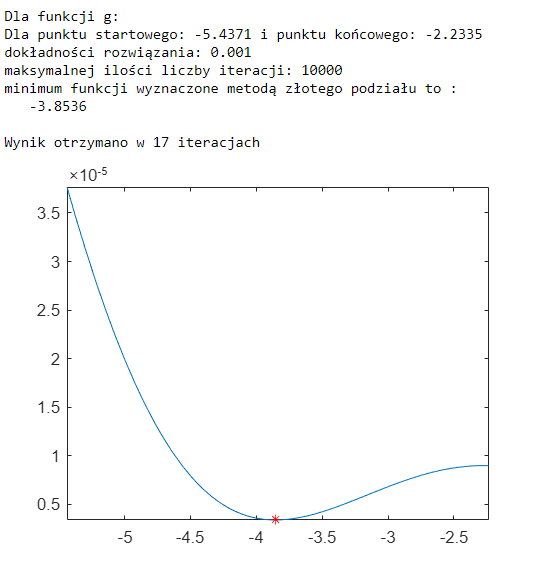 Dla funkcji g:
Dla punktu startowego: -5.4371 i punktu końcowego: -2.2335
dokładności rozwiązania: 0.001
maksymalnej ilości liczby iteracji: 10000
minimum funkcji wyznaczone metodą złotego podziału to :
-3.8536
Wynik otrzymano w 17 iteracjach
×10-5
3.5
3
2.5
2
1.5
1
0.5
-5 -4.5 -4 -3.5 -3 -2.5